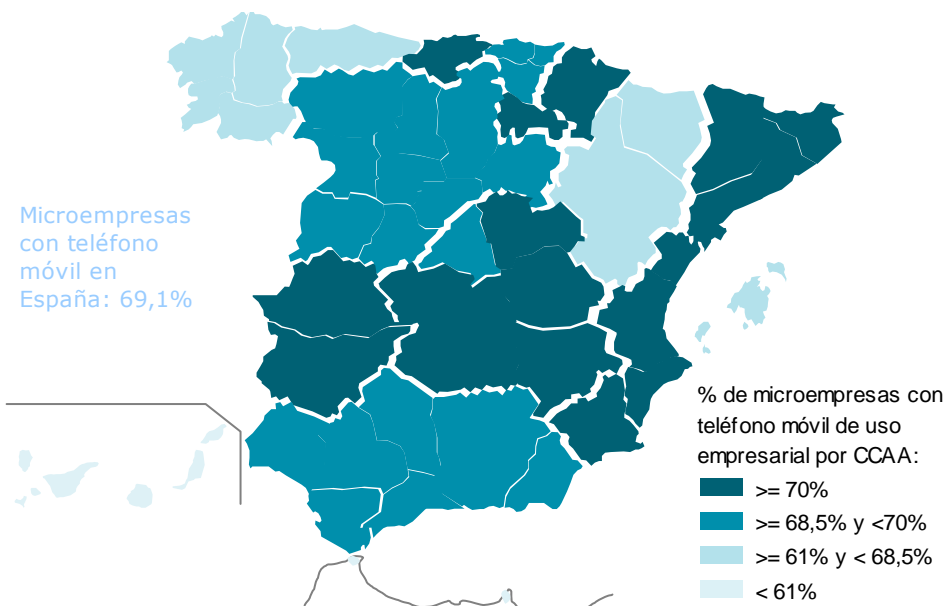 Microempresas
con teléfono
móvil en
España: 69,1%
% de microempresas con
teléfono móvil de uso
empresarial por CCAA:
>= 70%
>= 68,5% y <70%
>= 61% y < 68,5%
< 61%